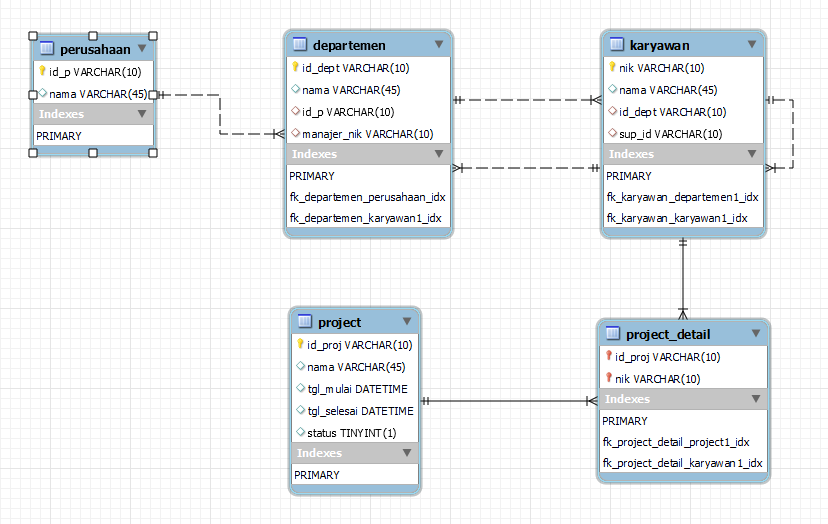 perusahaan
id_p VARCHAR(10)
nama VARCHAR(45)
Indexes
PRIMARY
departemen
id_dept VARCHAR(10)
nama VARCHAR(45)
id_p VARCHAR(10)
manajer_nik VARCHAR(10)
Indexes
PRIMARY
fk_departemen_perusahaan_idx
fk_departemen_karyawan1_idx
karyawan
nik VARCHAR(10)
nama VARCHAR(45)
id_dept VARCHAR(10)
sup_id VARCHAR(10)
Indexes
PRIMARY
fk_karyawan_departemen1_idx
fk_karyawan_karyawan1_idx
project
id_proj VARCHAR(10)
nama VARCHAR(45)
tgl_mulai DATETIME
tgl_selesai DATETIME
status TINYINT(1)
Indexes
PRIMARY
project_detail
id_proj VARCHAR(10)
nik VARCHAR(10)
Indexes
PRIMARY
fk_project_detail_project1_idx
fk_project_detail_karyawan1_idx